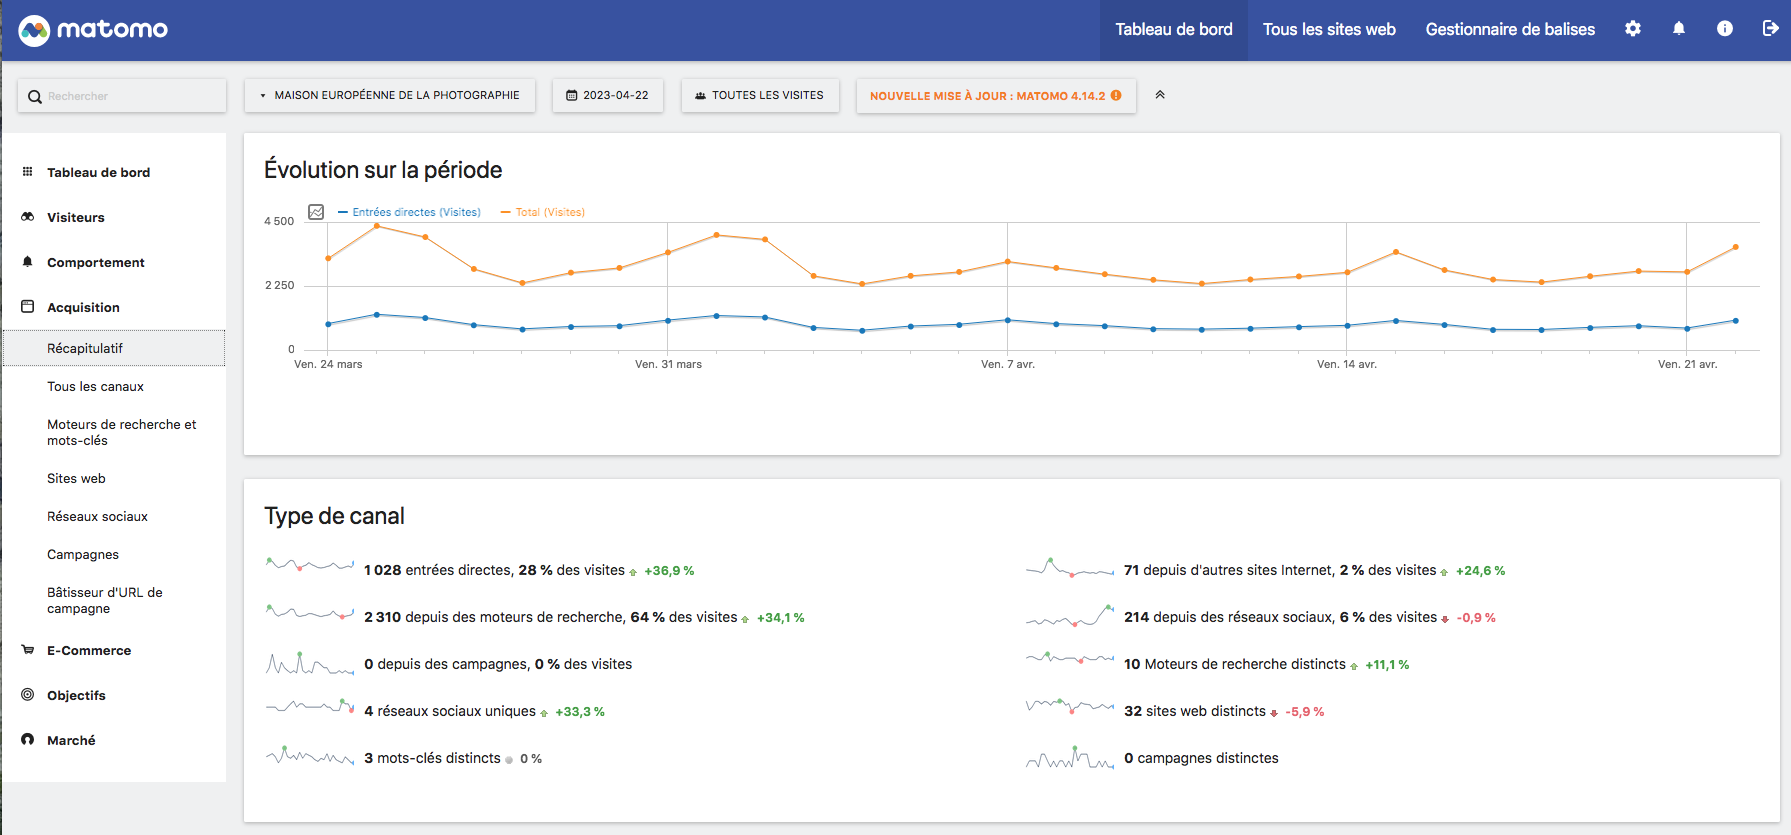 matomo
Tableau de bord
Tous les sites web
Gestionnaire de balises
Rechercher
MAISON EUROPÉENNE DE LA PHOTOGRAPHIE
2023-04-22
TOUTES LES VISITES
NOUVELLE MISE À JOUR : MATOMO 4.14.2
Tableau de bord
Visiteurs
Comportement
Acquisition
Récapitulatif
Tous les canaux
Moteurs de recherche et
mots-clés
Sites web
Réseaux sociaux
Campagnes
Bâtisseur d'URL de
campagne
E-Commerce
Objectifs
Marché
Évolution sur la période
Entrées directes (Visites)
Total (Visites)
4 500
2 250
0
Ven. 24 mars
Ven. 31 mars
Ven. 7 avr.
Ven. 14 avr.
Ven. 21 avr.
Type de canal
1 028 entrées directes, 28 % des visites +36,9 %
2 310 depuis des moteurs de recherche, 64 % des visites +34,1 %
0 depuis des campagnes, 0 % des visites
4 réseaux sociaux uniques +33,3 %
3 mots-clés distincts 0 %
71 depuis d'autres sites Internet, 2 % des visites +24,6 %
214 depuis des réseaux sociaux, 6 % des visites -0,9 %
10 Moteurs de recherche distincts +11,1 %
32 sites web distincts -5,9 %
0 campagnes distinctes